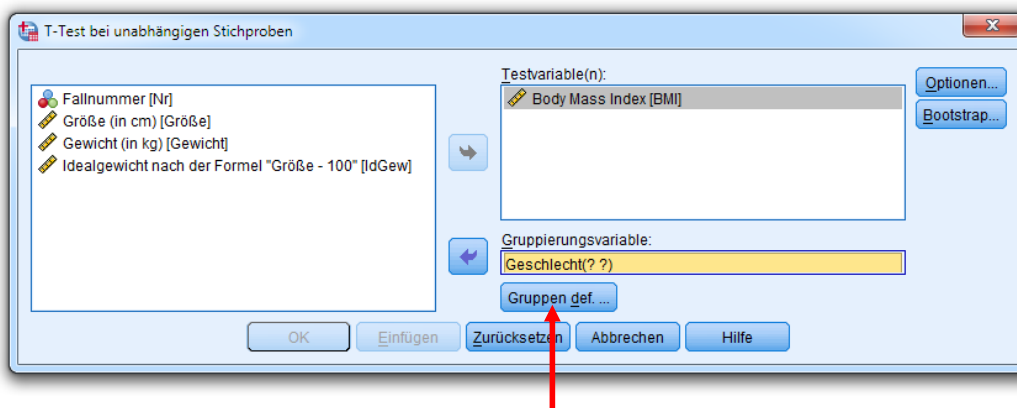 T-Test bei unabhängigen Stichproben
Fallnummer [Nr]
Größe (in cm) [Größe]
Gewicht (in kg) [Gewicht]
Idealgewicht nach der Formel "Größe - 100" [IdGew]
Testvariable(n):
Body Mass Index [BMI]
Gruppierungsvariable:
Geschlecht(? ?)
Gruppen def. ...
Optionen...
Bootstrap...
OK Einfügen Zurücksetzen Abbrechen Hilfe